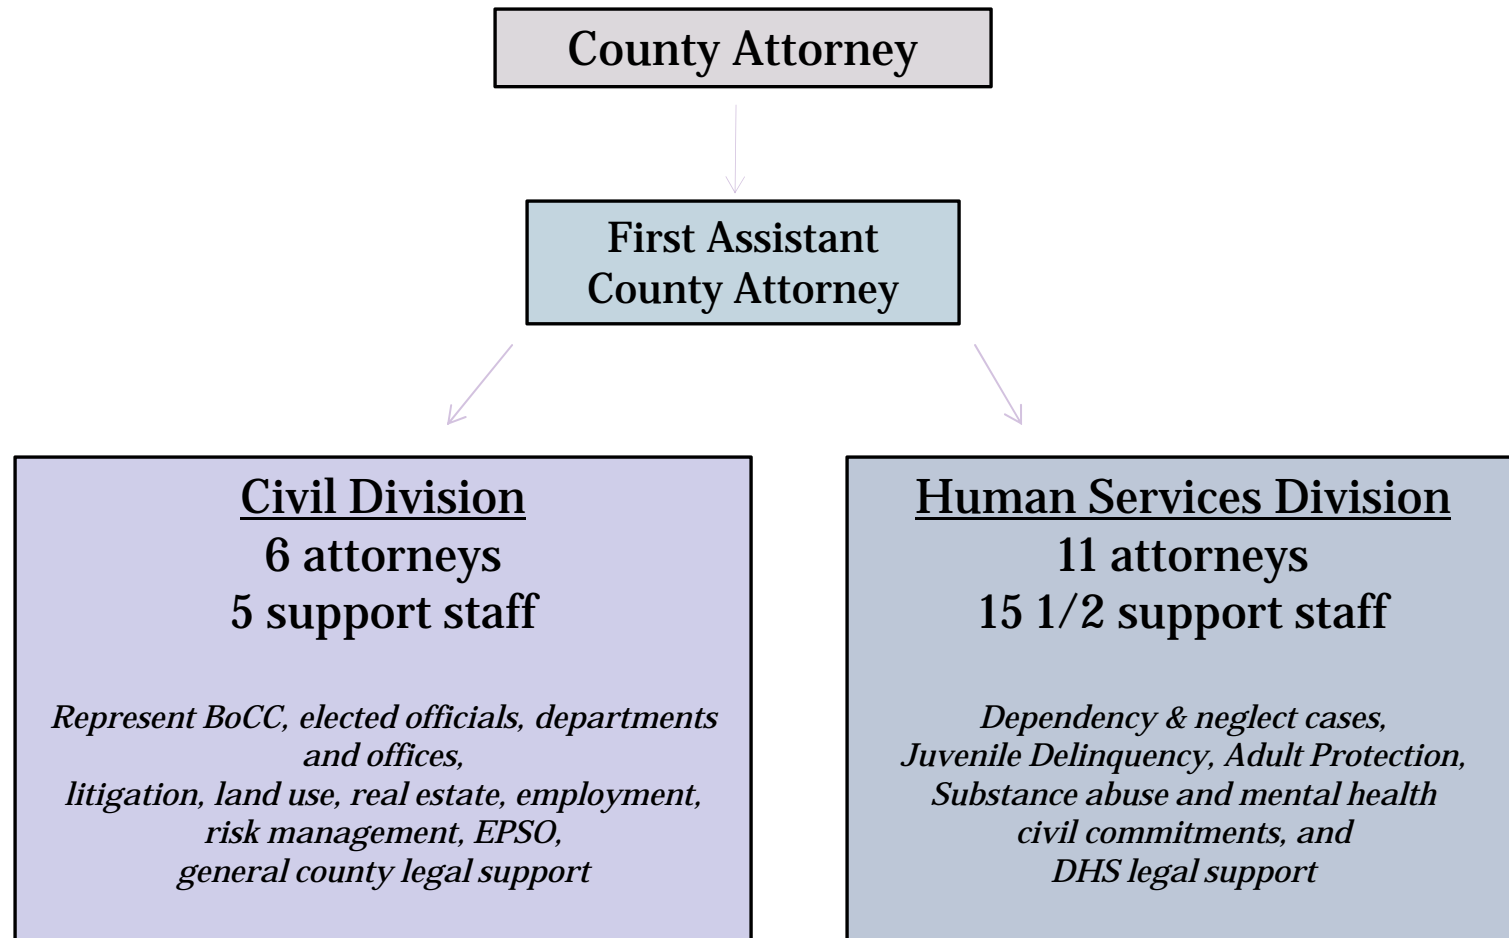 County Attorney
First Assistant
County Attorney
Civil Division
6 attorneys
5 support staff
Represent BoCC, elected officials, departments
and offices,
litigation, land use, real estate, employment,
risk management, EPSO,
general county legal support
Human Services Division
11 attorneys
15 1/2 support staff
Dependency & neglect cases,
Juvenile Delinquency, Adult Protection,
Substance abuse and mental health
civil commitments, and
DHS legal support